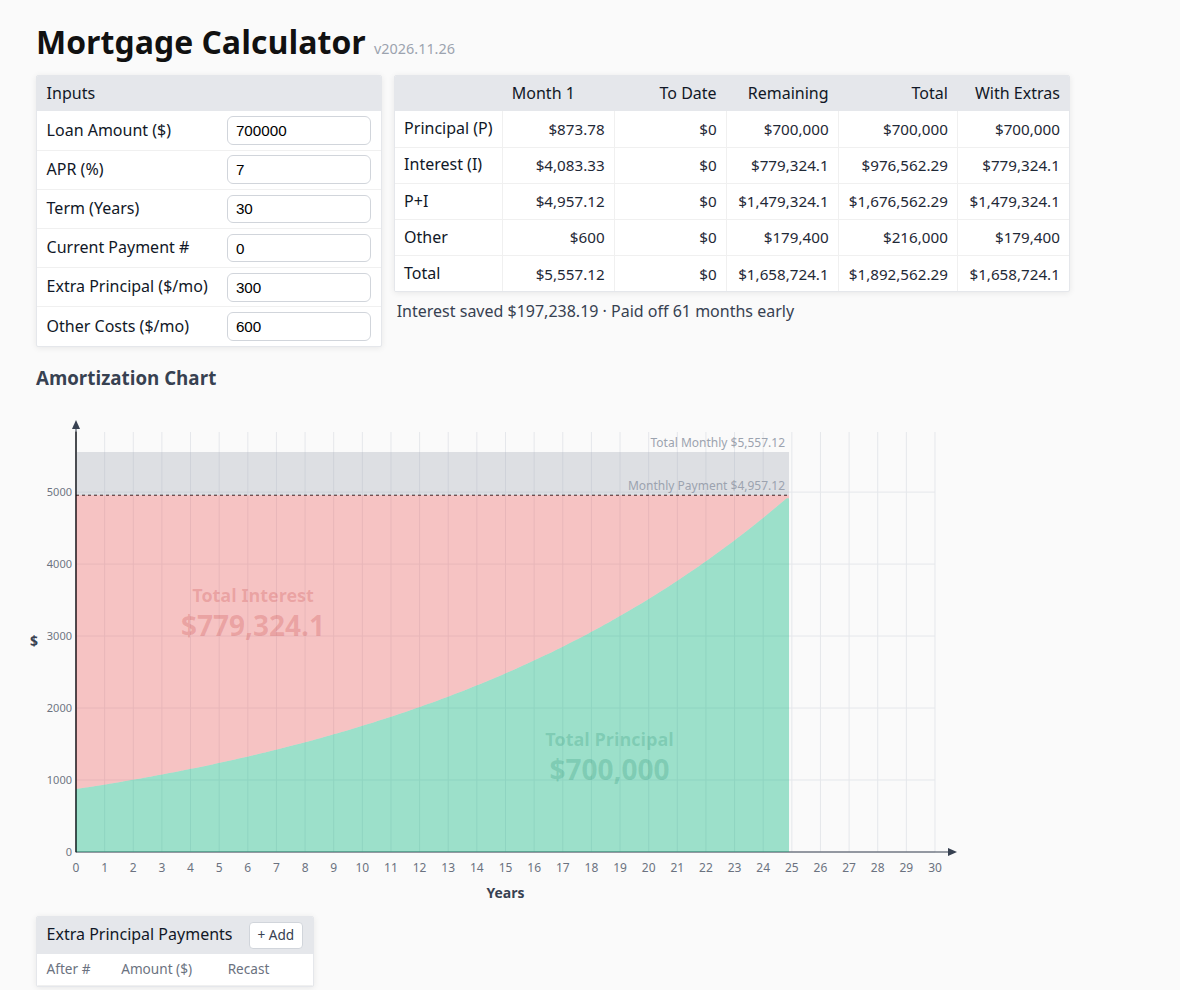 Mortgage Calculator v2026.11.26
Inputs
Loan Amount ($) 700000
APR (%) 7
Term (Years) 30
Current Payment # 0
Extra Principal ($/mo) 300
Other Costs ($/mo) 600
Month 1 To Date Remaining Total With Extras
Principal (P) $873.78 $0 $700,000 $700,000 $700,000
Interest (I) $4,083.33 $0 $779,324.1 $976,562.29 $779,324.1
P+I $4,957.12 $0 $1,479,324.1 $1,676,562.29 $1,479,324.1
Other $600 $0 $179,400 $216,000 $179,400
Total $5,557.12 $0 $1,658,724.1 $1,892,562.29 $1,658,724.1
Interest saved $197,238.19 · Paid off 61 months early
Amortization Chart
Total Monthly $5,557.12
Monthly Payment $4,957.12
5000
4000
Total Interest
$779,324.1
3000
$
2000
Total Principal
$700,000
1000
0
0 1 2 3 4 5 6 7 8 9 10 11 12 13 14 15 16 17 18 19 20 21 22 23 24 25 26 27 28 29 30
Years
Extra Principal Payments + Add
After # Amount ($) Recast